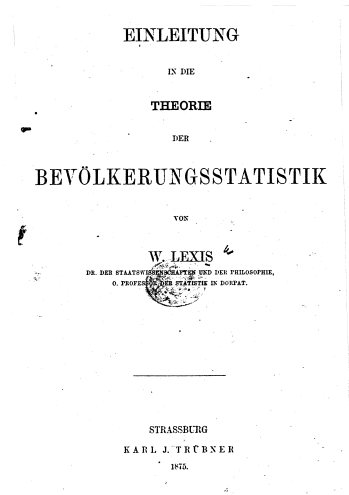 EINLEITUNG
IN DIE
THEORIE
DER
BEVÖLKERUNGSSTATISTIK
VON
W. LEXIS
DR. DER STAATSWISSENSCHAFTEN UND DER PHILOSOPHIE,
O. PROFESSOR DER STATISTIK IN DORPAT.
STRASSBURG
KARL J. TRÜBNER
1875.